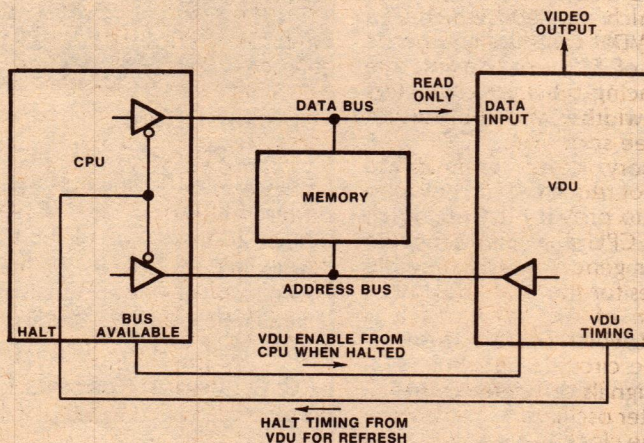 VIDEO
OUTPUT
READ
ONLY
DATA BUS
DATA
INPUT
CPU
MEMORY
VDU
ADDRESS BUS
HALT
BUS
AVAILABLE
VDU
TIMING
VDU ENABLE FROM
CPU WHEN HALTED
HALT TIMING FROM
VDU FOR REFRESH